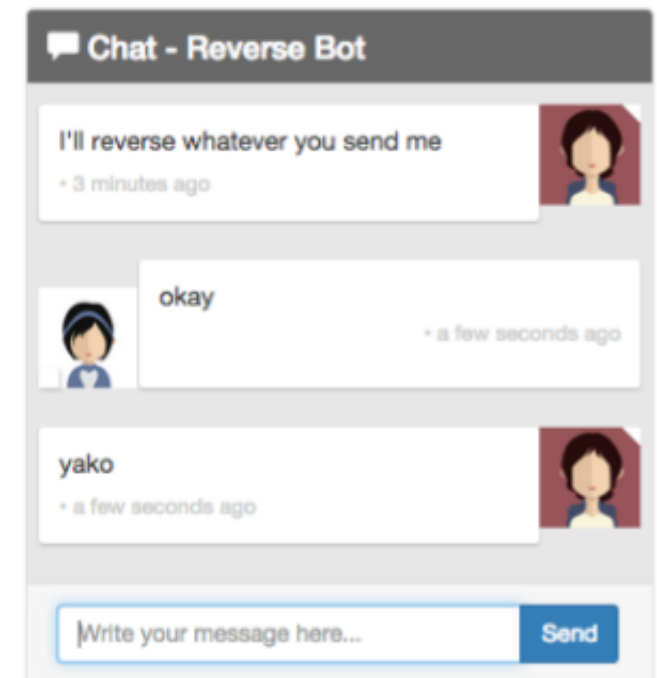 Chat - Reverse Bot
I'll reverse whatever you send me
• 3 minutes ago
okay
• a few seconds ago
yako
• a few seconds ago
Write your message here...
Send